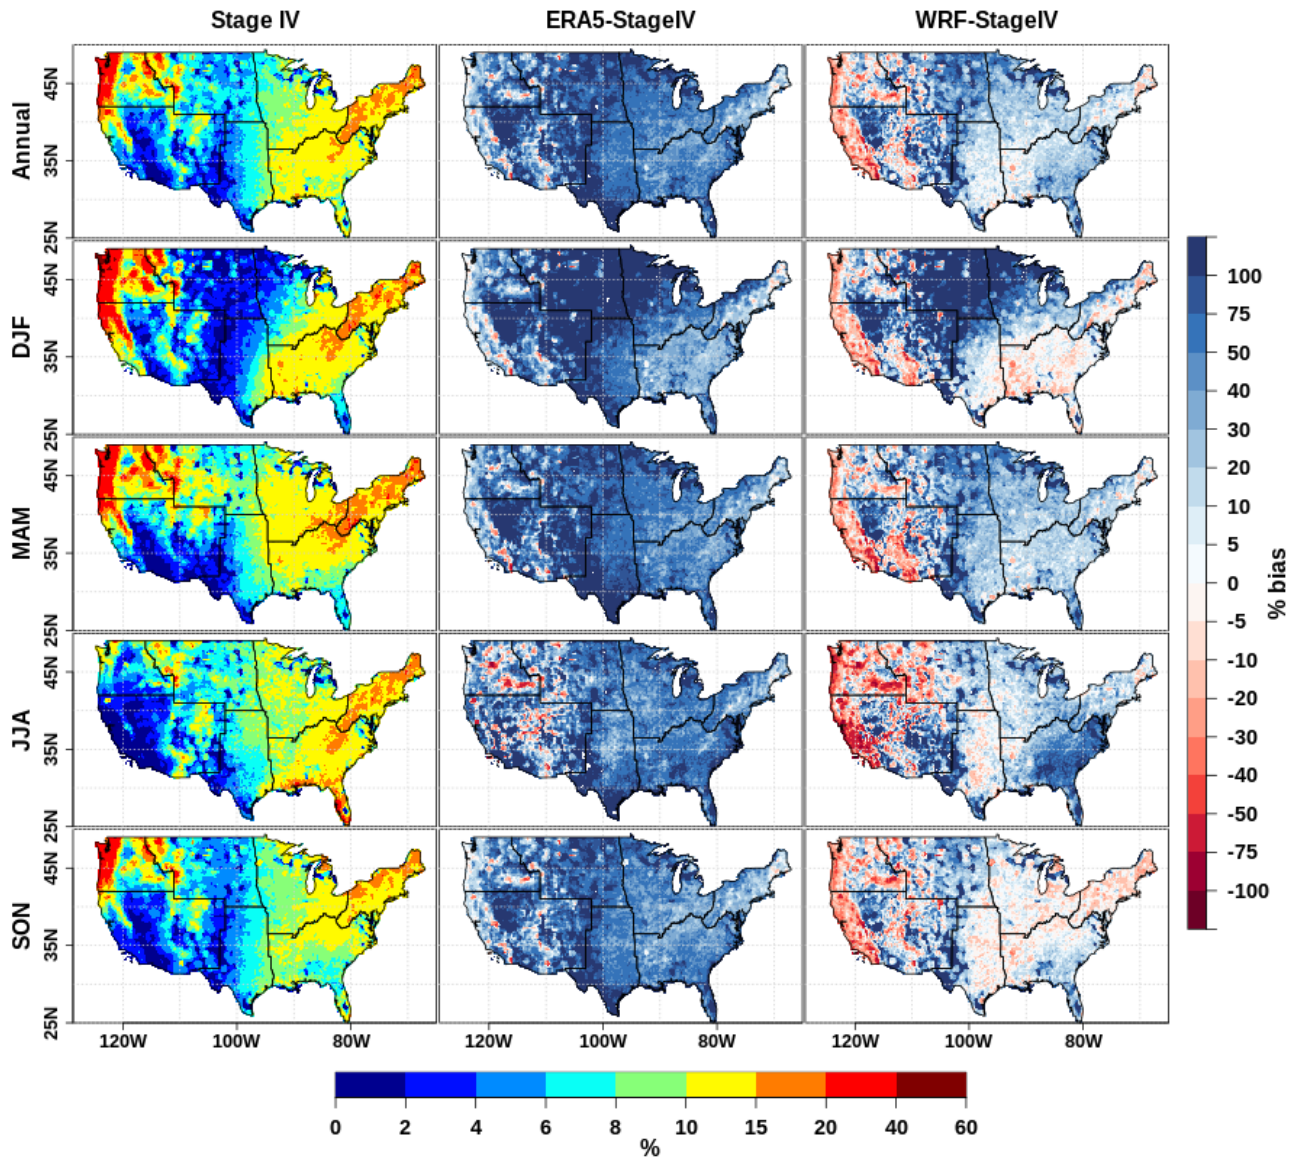 Stage IV ERA5-StageIV WRF-StageIV
Annual 45N 35N 25N
DJF 45N 35N 25N
MAM 45N 35N 25N
JJA 45N 35N 25N
SON 45N 35N 25N
120W 100W 80W 120W 100W 80W 120W 100W 80W
100
75
50
40
30
20
10
5
0
-5
-10
-20
-30
-40
-50
-75
-100
% bias
0 2 4 6 8 10 15 20 40 60
%